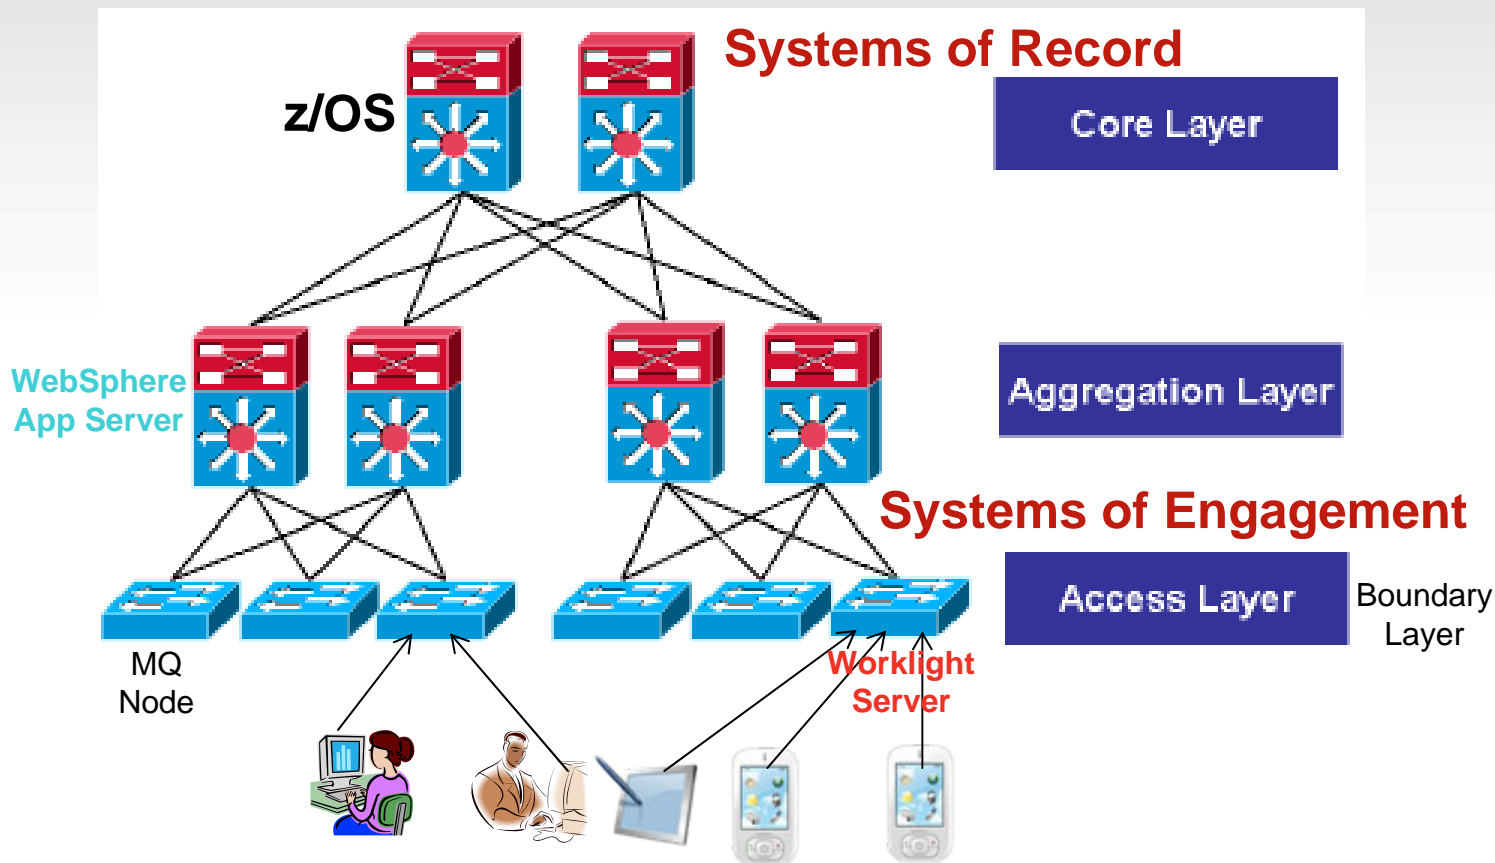 Systems of Record
z/OS
Core Layer
WebSphere
App Server
Aggregation Layer
Systems of Engagement
Access Layer
Boundary
Layer
MQ
Node
Worklight
Server